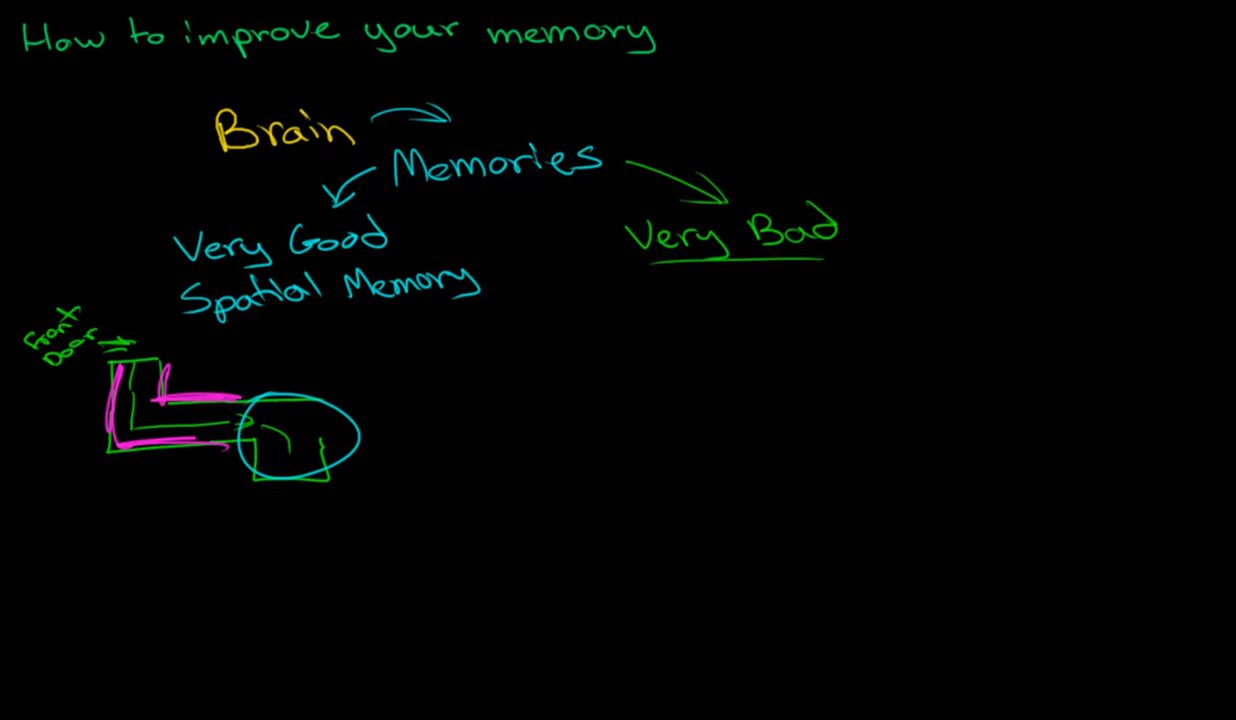 How to improve your memory
Brain
Memories
Very Good
Spatial Memory
Very Bad
Front
Door